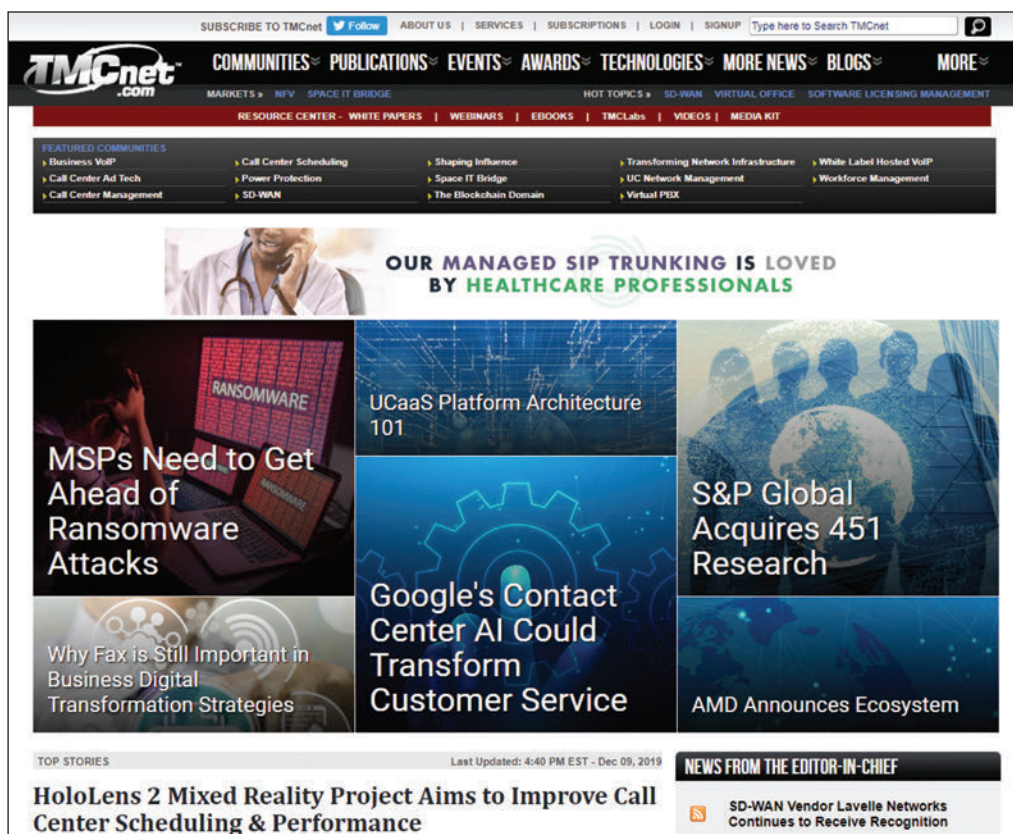 SUBSCRIBE TO TMCnet Follow ABOUT US | SERVICES | SUBSCRIPTIONS | LOGIN | SIGNUP Type here to Search TMCnet
TMCnet.com
COMMUNITIES PUBLICATIONS EVENTS AWARDS TECHNOLOGIES MORE NEWS BLOGS MORE
MARKETS » NFV SPACE IT BRIDGE HOT TOPICS » SD-WAN VIRTUAL OFFICE SOFTWARE LICENSING MANAGEMENT
RESOURCE CENTER - WHITE PAPERS | WEBINARS | EBOOKS | TMCLabs | VIDEOS | MEDIA KIT
FEATURED COMMUNITIES
Business VoIP Call Center Scheduling Shaping Influence Transforming Network Infrastructure White Label Hosted VoIP
Call Center Ad Tech Power Protection Space IT Bridge UC Network Management Workforce Management
Call Center Management SD-WAN The Blockchain Domain Virtual PBX
OUR MANAGED SIP TRUNKING IS LOVED
BY HEALTHCARE PROFESSIONALS
RANSOMWARE
RANSOMWARE
RANSOMWARE
MSPs Need to Get
Ahead of
Ransomware
Attacks
UCaaS Platform Architecture
101
S&P Global
Acquires 451
Research
Why Fax is Still Important in
Business Digital
Transformation Strategies
Google's Contact
Center AI Could
Transform
Customer Service
AMD Announces Ecosystem
TOP STORIES Last Updated: 4:40 PM EST - Dec 09, 2019
HoloLens 2 Mixed Reality Project Aims to Improve Call
Center Scheduling & Performance
NEWS FROM THE EDITOR-IN-CHIEF
SD-WAN Vendor Lavelle Networks
Continues to Receive Recognition